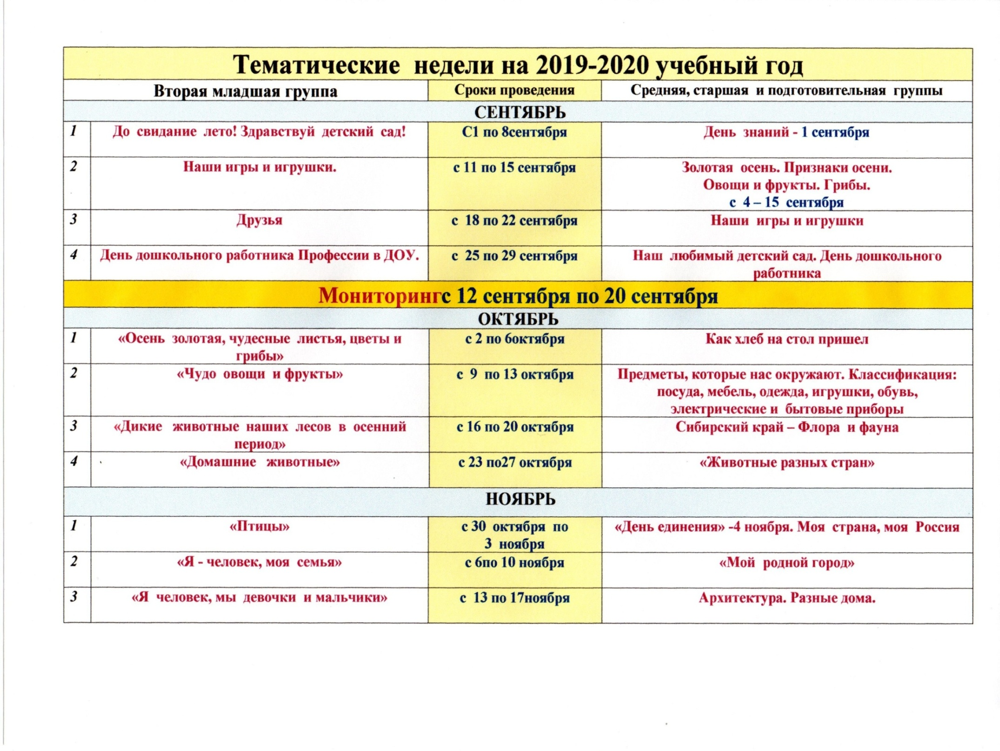 Тематические недели на 2019-2020 учебный год
Вторая младшая группа Сроки проведения Средняя, старшая и подготовительная группы
СЕНТЯБРЬ
1 До свидание лето! Здравствуй детский сад! С1 по 8сентября День знаний - 1 сентября
2 Наши игры и игрушки. с 11 по 15 сентября Золотая осень. Признаки осени.
Овощи и фрукты. Грибы.
с 4 – 15 сентября
3 Друзья с 18 по 22 сентября Наши игры и игрушки
4 День дошкольного работника Профессии в ДОУ. с 25 по 29 сентября Наш любимый детский сад. День дошкольного
работника
Мониторингс 12 сентября по 20 сентября
ОКТЯБРЬ
1 «Осень золотая, чудесные листья, цветы и с 2 по 6октября Как хлеб на стол пришел
грибы»
2 «Чудо овощи и фрукты» с 9 по 13 октября Предметы, которые нас окружают. Классификация:
посуда, мебель, одежда, игрушки, обувь,
электрические и бытовые приборы
3 «Дикие животные наших лесов в осенний с 16 по 20 октября Сибирский край – Флора и фауна
период»
4 «Домашние животные» с 23 по27 октября «Животные разных стран»
НОЯБРЬ
1 «Птицы» с 30 октября по «День единения» -4 ноября. Моя страна, моя Россия
3 ноября
2 «Я - человек, моя семья» с 6по 10 ноября «Мой родной город»
3 «Я человек, мы девочки и мальчики» с 13 по 17ноября Архитектура. Разные дома.